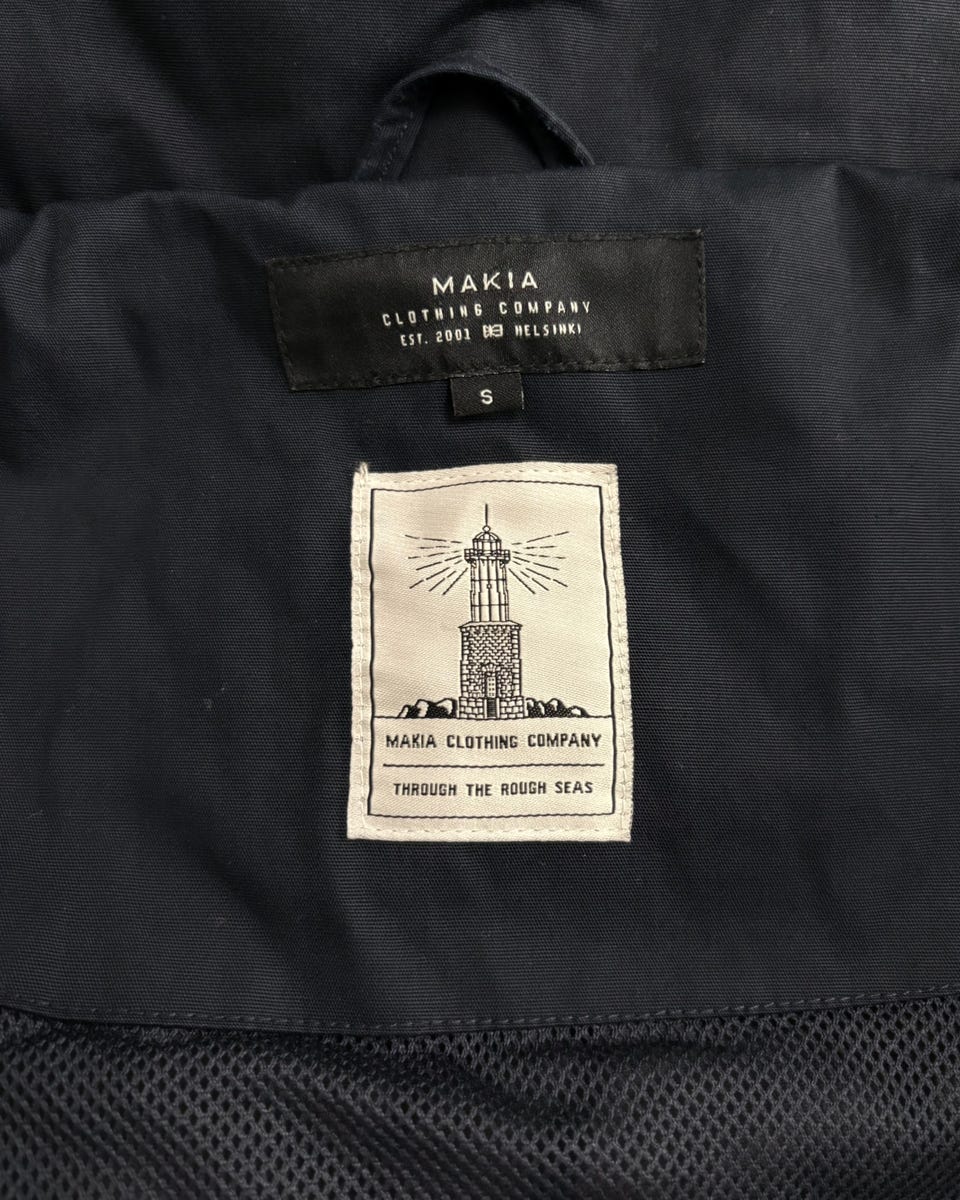 MAKIA
CLOTHING COMPANY
EST. 2001 HELSINKI
S
MAKIA CLOTHING COMPANY
THROUGH THE ROUGH SEAS